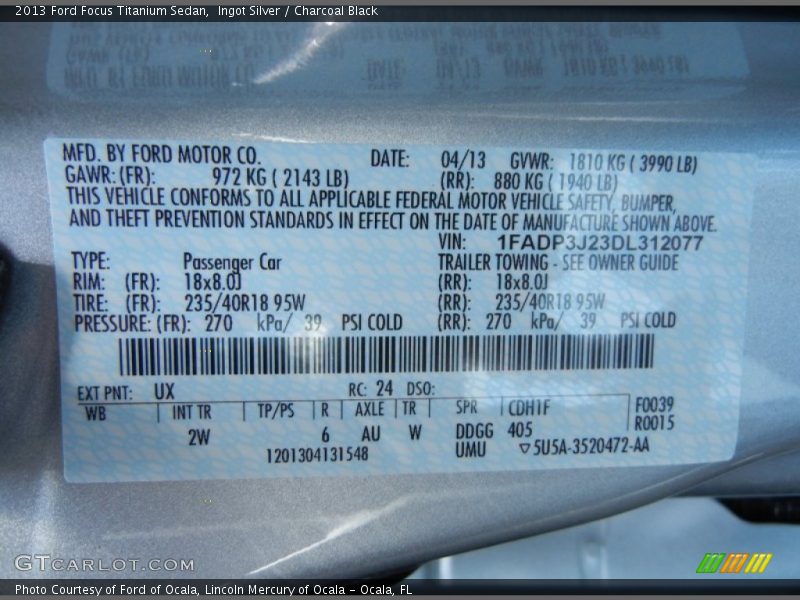 2013 Ford Focus Titanium Sedan, Ingot Silver / Charcoal Black
MFD. BY FORD MOTOR CO. DATE: 04/13 GVWR: 1810 KG ( 3990 LB)
GAWR: (FR): 972 KG ( 2143 LB) (RR): 880 KG ( 1940 LB)
THIS VEHICLE CONFORMS TO ALL APPLICABLE FEDERAL MOTOR VEHICLE SAFETY, BUMPER,
AND THEFT PREVENTION STANDARDS IN EFFECT ON THE DATE OF MANUFACTURE SHOWN ABOVE.
VIN: 1FADP3J23DL312077
TYPE: Passenger Car TRAILER TOWING - SEE OWNER GUIDE
RIM: (FR): 18x8.0J (RR): 18x8.0J
TIRE: (FR): 235/40R18 95W (RR): 235/40R18 95W
PRESSURE: (FR): 270 kPa/ 39 PSI COLD (RR): 270 kPa/ 39 PSI COLD
EXT PNT: UX RC: 24 DSO:
WB INT TR TP/PS R AXLE TR SPR CDH1F F0039
2W 6 AU W DDGG 405 R0015
1201304131548 UMU ▽5U5A-3520472-AA
GTCARLOT.COM
Photo Courtesy of Ford of Ocala, Lincoln Mercury of Ocala - Ocala, FL